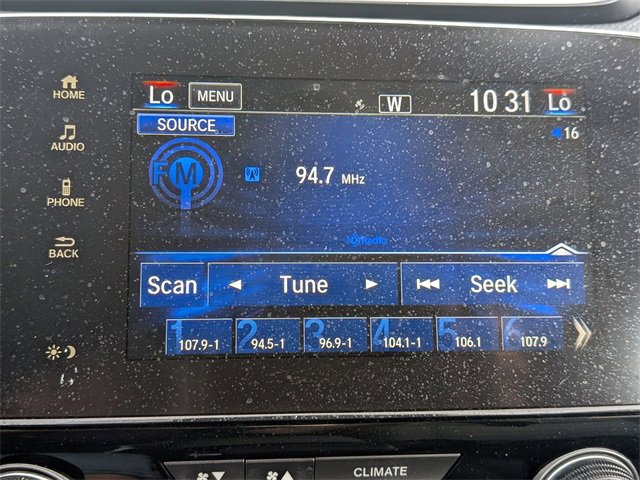 HOME
AUDIO
PHONE
BACK
Lo MENU W 10 31 Lo
SOURCE 16
FM 94.7 MHz
HD Radio
Scan Tune Seek
1 2 3 4 5 6
107.9-1 94.5-1 96.9-1 104.1-1 106.1 107.9
CLIMATE